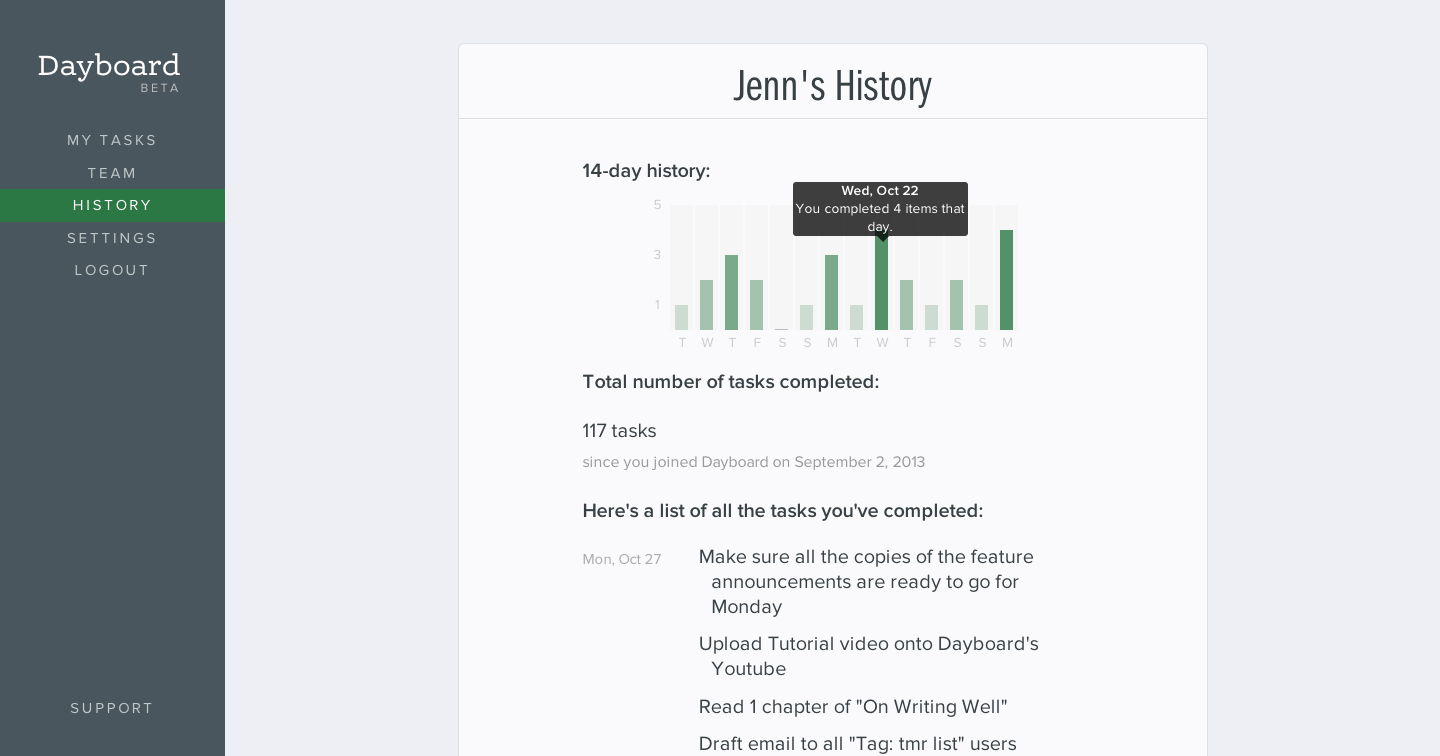 Dayboard
BETA
MY TASKS
TEAM
HISTORY
SETTINGS
LOGOUT
SUPPORT
Jenn's History
14-day history:
Wed, Oct 22
You completed 4 items that
day.
5
3
1
T W T F S S M T W T F S S M
Total number of tasks completed:
117 tasks
since you joined Dayboard on September 2, 2013
Here's a list of all the tasks you've completed:
Mon, Oct 27
Make sure all the copies of the feature
announcements are ready to go for
Monday
Upload Tutorial video onto Dayboard's
Youtube
Read 1 chapter of "On Writing Well"
Draft email to all "Tag: tmr list" users